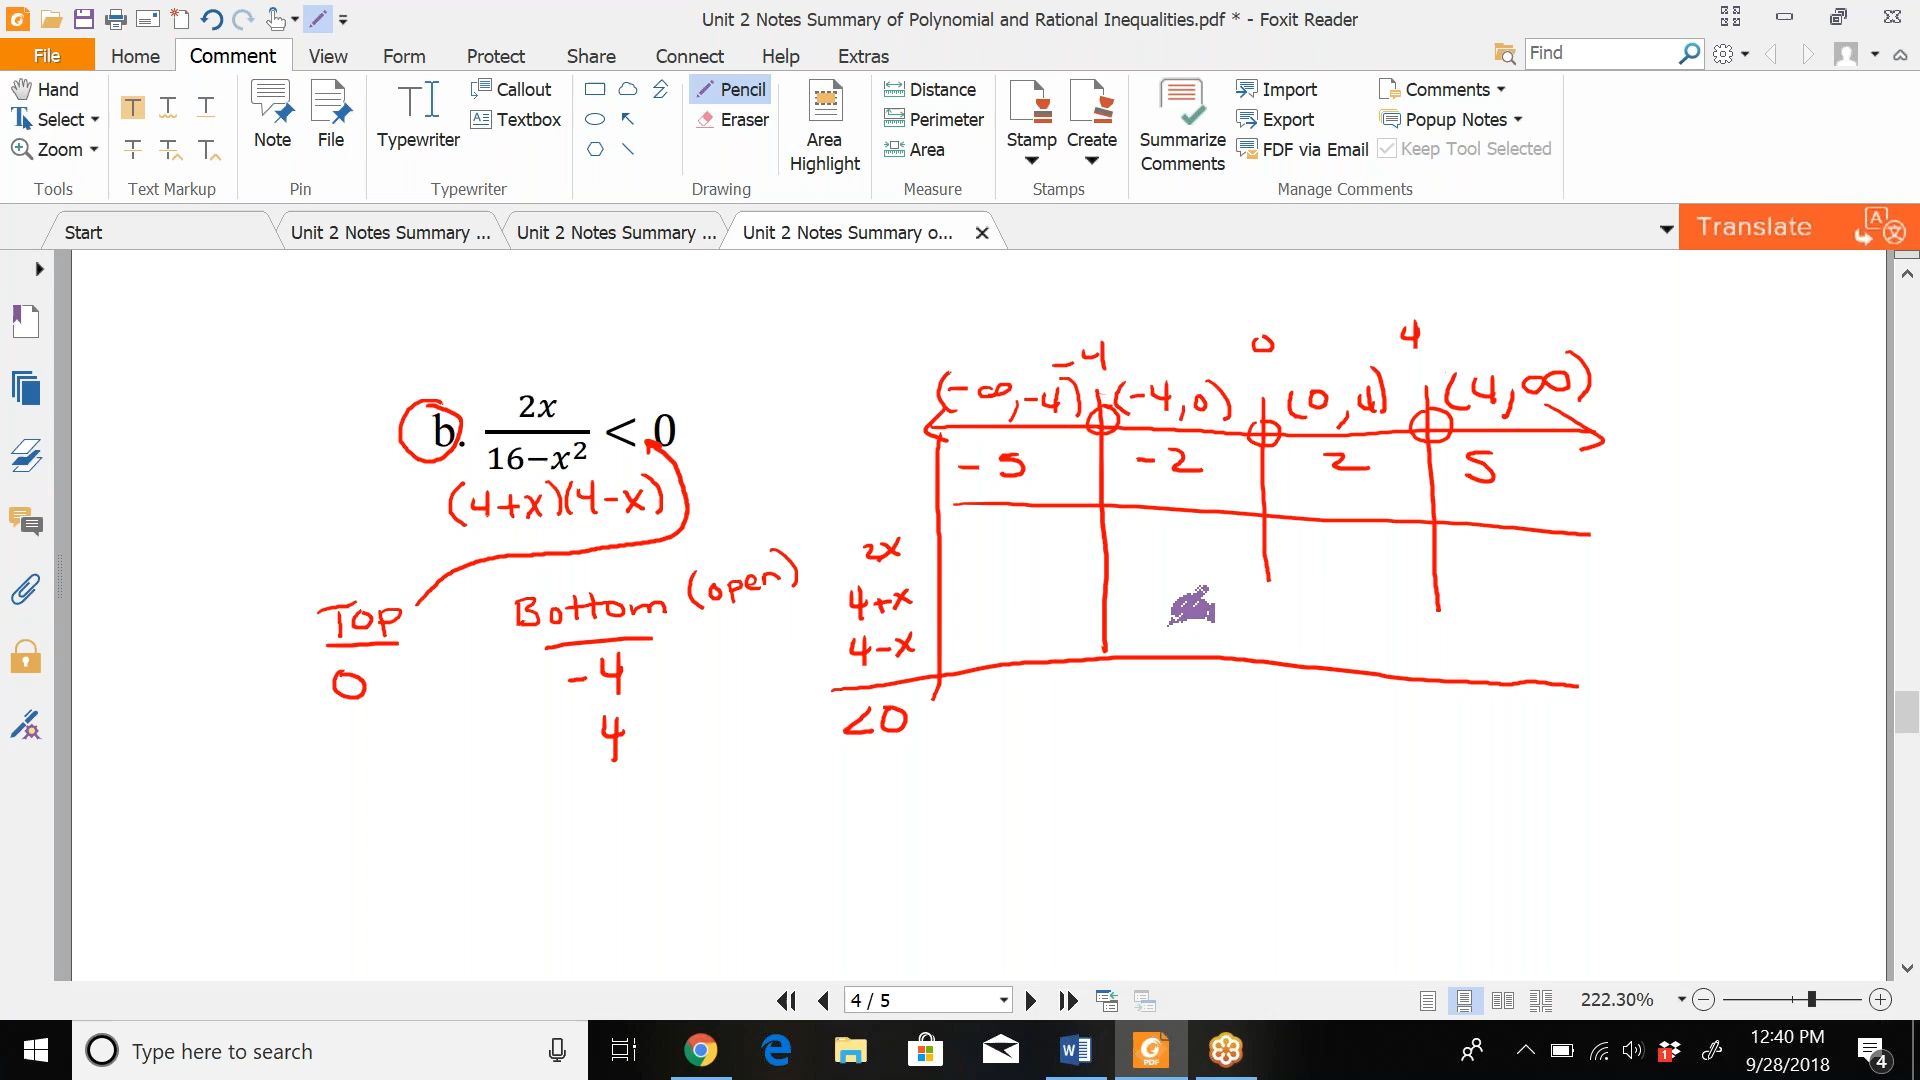 Unit 2 Notes Summary of Polynomial and Rational Inequalities.pdf * - Foxit Reader
File Home Comment View Form Protect Share Connect Help Extras Find
Hand
Select
Zoom
Tools
T T T
T T T
Text Markup
Note File
Pin
Typewriter
Callout
Textbox
Typewriter
Pencil
Eraser
Drawing
Area Highlight
Distance
Perimeter
Area
Measure
Stamp Create
Stamps
Summarize Comments
Import
Export
FDF via Email
Comments
Popup Notes
Keep Tool Selected
Manage Comments
Start Unit 2 Notes Summary ... Unit 2 Notes Summary ... Unit 2 Notes Summary o... Translate
-4 0 4
(-∞,-4) (-4,0) (0,4) (4,∞)
b. 2x / 16−x² < 0
-5 -2 2 5
(4+x)(4-x)
Top Bottom (open)
0 -4
4
2x
4+x
4-x
<0
4 / 5 222.30%
Type here to search
12:40 PM
9/28/2018
4
1